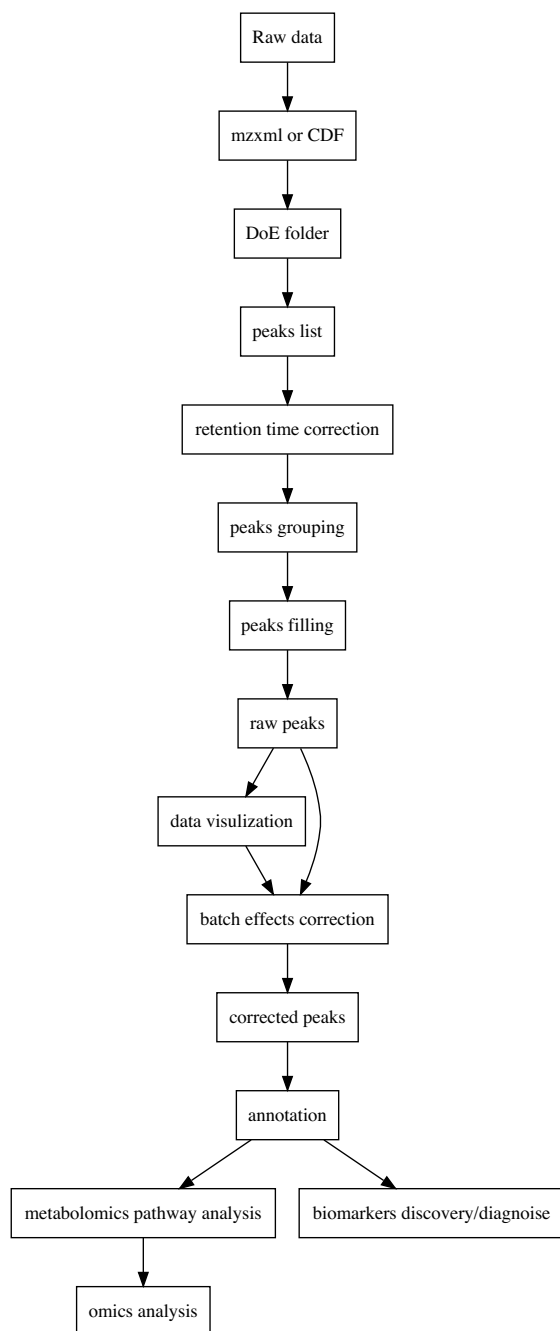 Raw data
mzxml or CDF
DoE folder
peaks list
retention time correction
peaks grouping
peaks filling
raw peaks
data visulization
batch effects correction
corrected peaks
annotation
metabolomics pathway analysis
biomarkers discovery/diagnoise
omics analysis